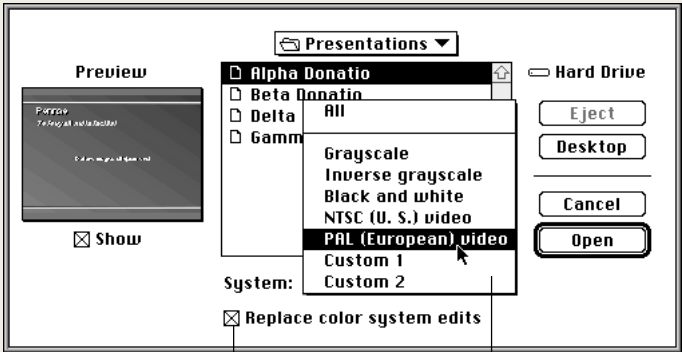 Presentations
Preview
Alpha Donatio
Hard Drive
Beta Donatio
All
Eject
Delta
Gamm
Desktop
Grayscale
Inverse grayscale
Black and white
Cancel
NTSC (U. S.) video
Show
PAL (European) video
Open
Custom 1
System:
Custom 2
Replace color system edits